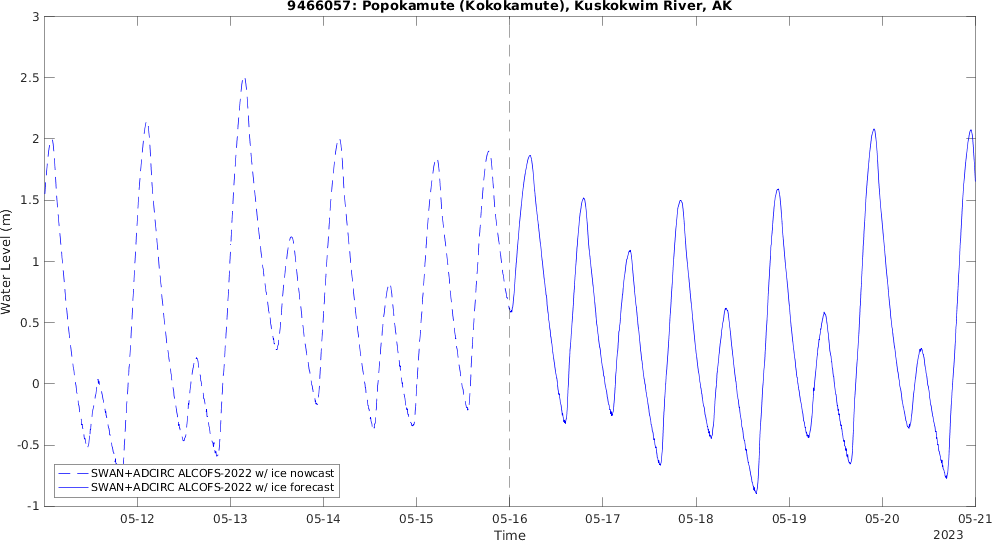 9466057: Popokamute (Kokokamute), Kuskokwim River, AK
3
2.5
2
1.5
1
0.5
0
-0.5
-1
Water Level (m)
SWAN+ADCIRC ALCOFS-2022 w/ ice nowcast
SWAN+ADCIRC ALCOFS-2022 w/ ice forecast
05-12 05-13 05-14 05-15 05-16 05-17 05-18 05-19 05-20 05-21
Time
2023